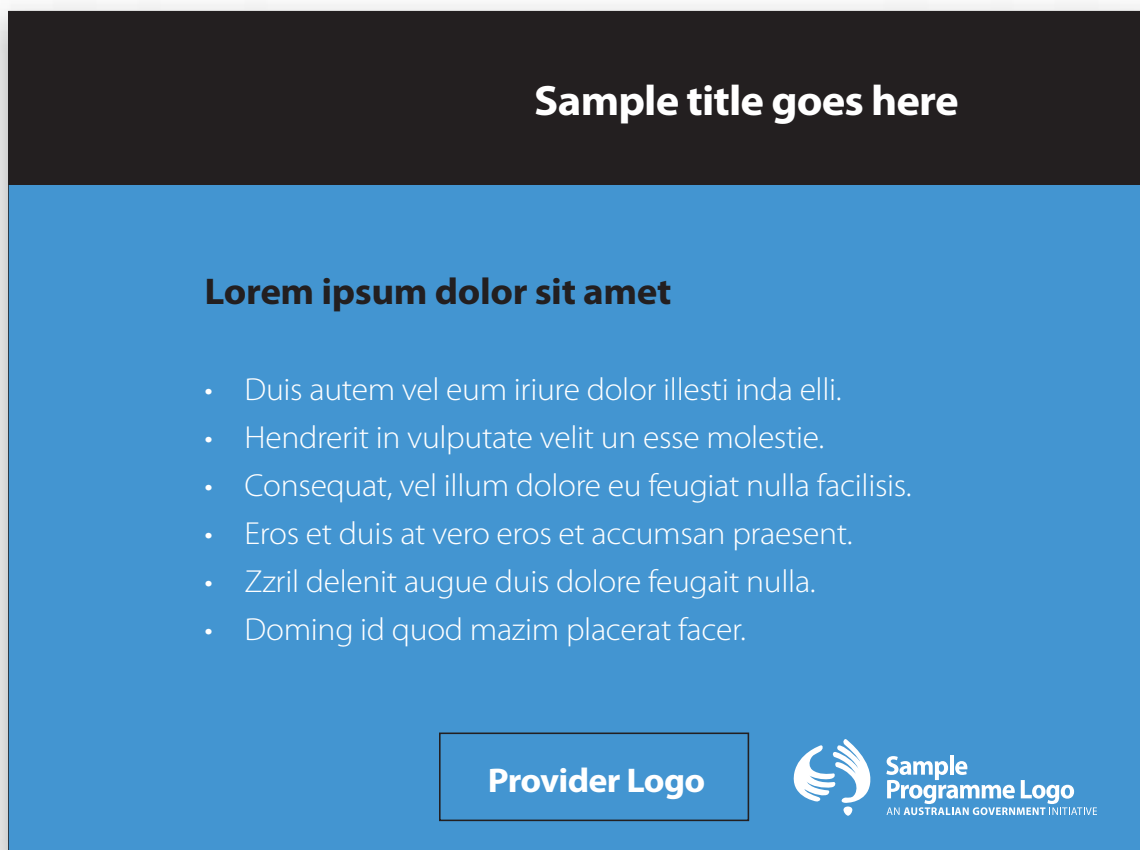 Sample title goes here
Lorem ipsum dolor sit amet
• Duis autem vel eum iriure dolor illesti inda elli.
• Hendrerit in vulputate velit un esse molestie.
• Consequat, vel illum dolore eu feugiat nulla facilisis.
• Eros et duis at vero eros et accumsan praesent.
• Zzril delenit augue duis dolore feugait nulla.
• Doming id quod mazim placerat facer.
Provider Logo
Sample
Programme Logo
AN AUSTRALIAN GOVERNMENT INITIATIVE